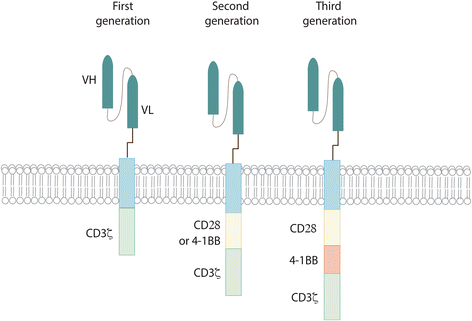 First
generation
Second
generation
Third
generation
VH
VL
CD3ζ
CD28
or 4-1BB
CD3ζ
CD28
4-1BB
CD3ζ